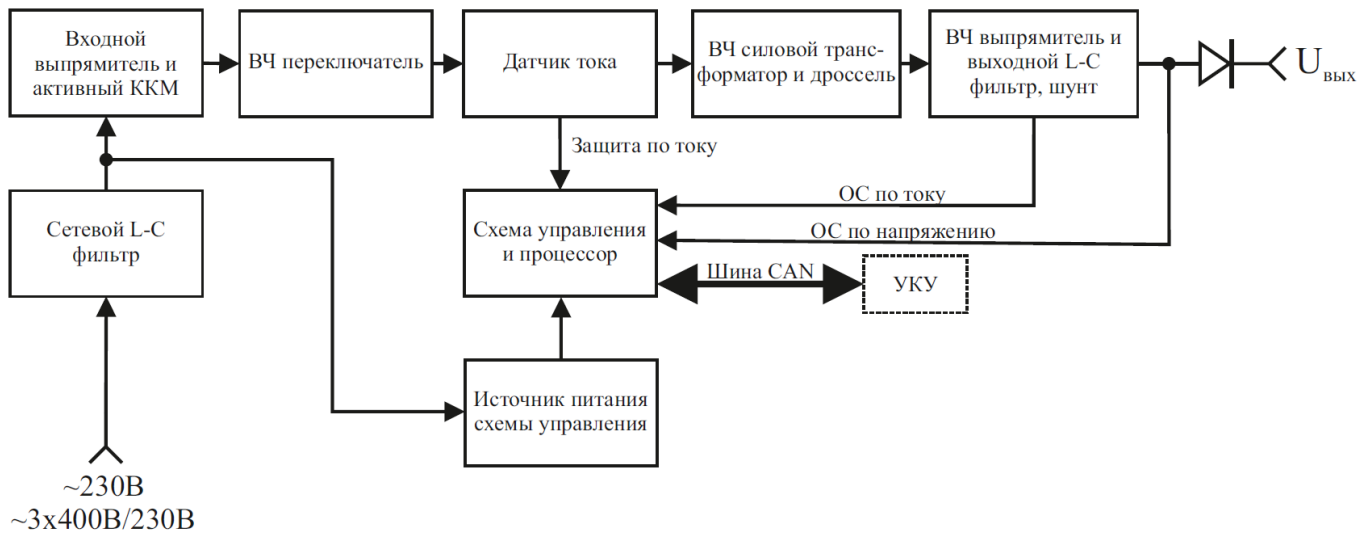 Входной
выпрямитель и
активный ККМ
ВЧ переключатель
Датчик тока
ВЧ силовой транс-
форматор и дроссель
ВЧ выпрямитель и
выходной L-C
фильтр, шунт
Uвых
Защита по току
Сетевой L-C
фильтр
Схема управления
и процессор
ОС по току
ОС по напряжению
Шина CAN
УКУ
Источник питания
схемы управления
~230В
~3х400В/230В